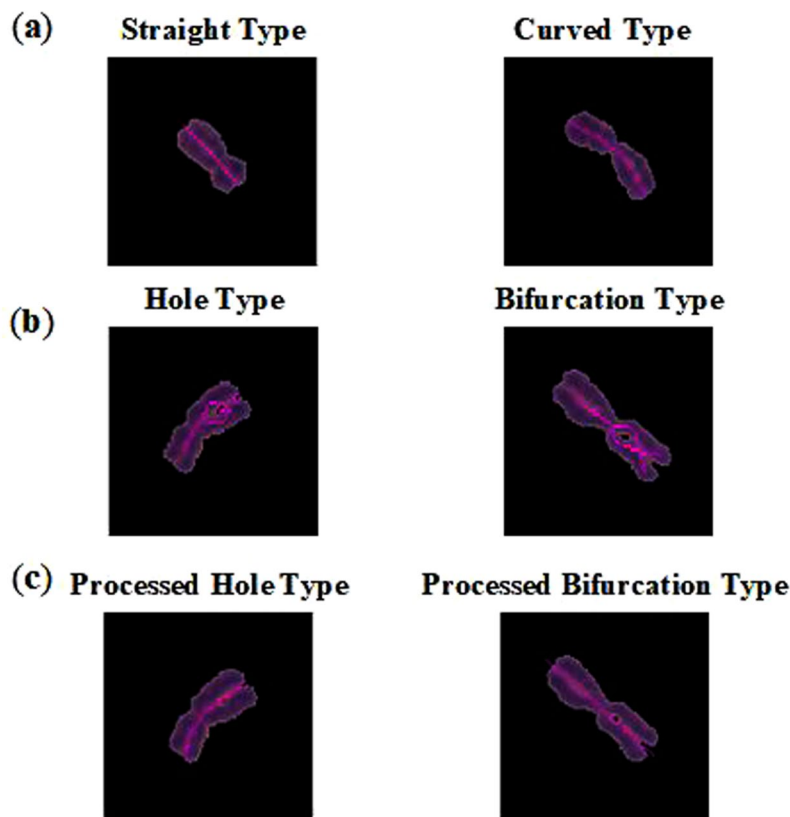 (a)
Straight Type Curved Type
(b)
Hole Type Bifurcation Type
(c)
Processed Hole Type Processed Bifurcation Type